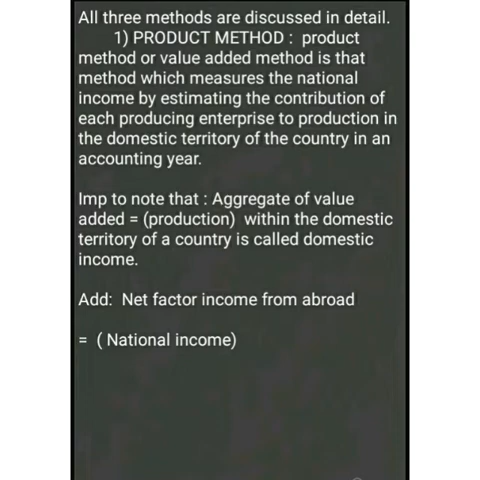 All three methods are discussed in detail.
1) PRODUCT METHOD : product
method or value added method is that
method which measures the national
income by estimating the contribution of
each producing enterprise to production in
the domestic territory of the country in an
accounting year.
Imp to note that : Aggregate of value
added = (production) within the domestic
territory of a country is called domestic
income.
Add: Net factor income from abroad
= ( National income)